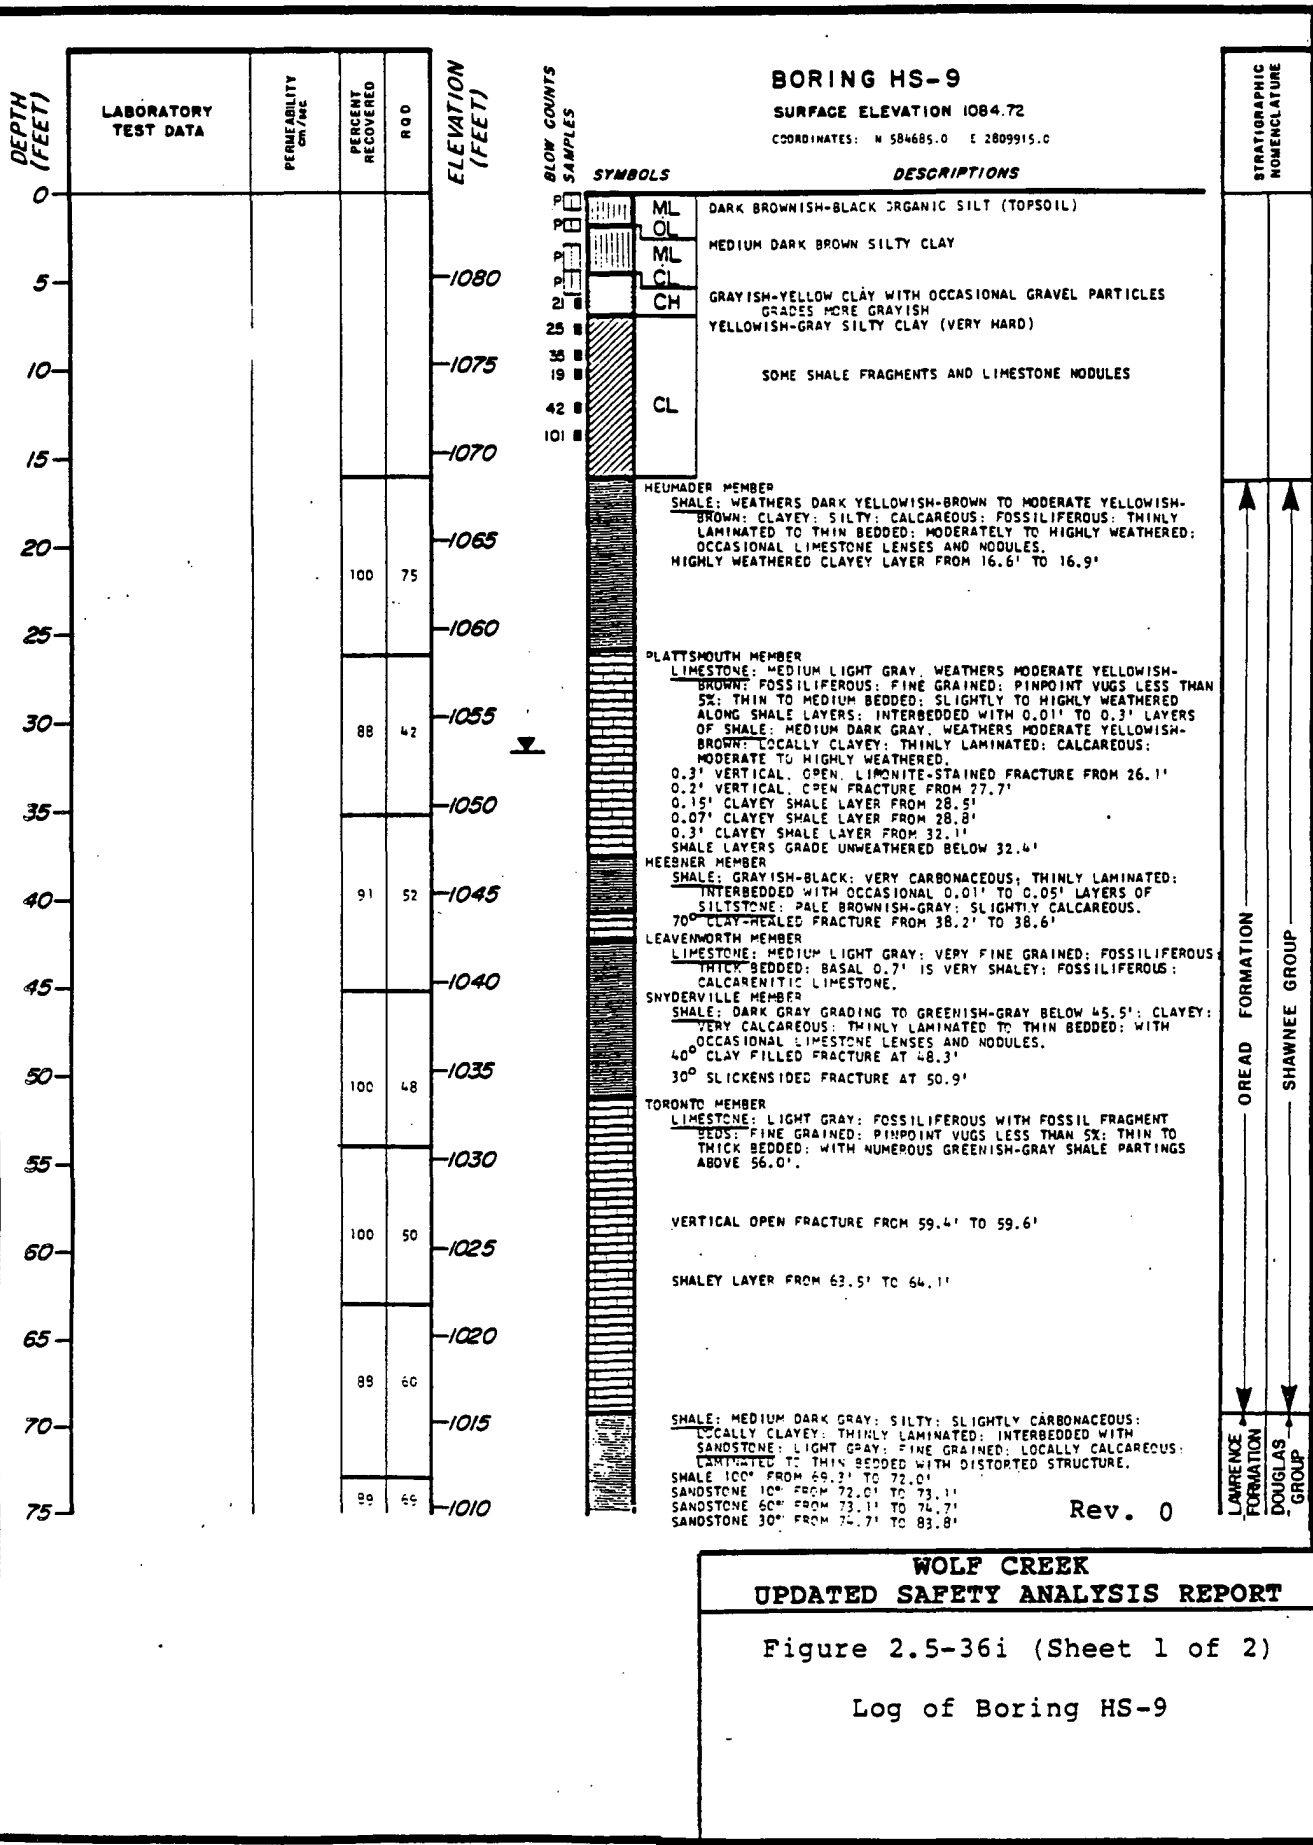 BORING HS-9
SURFACE ELEVATION 1084.72
COORDINATES: N 584685.0 E 2809915.0
DEPTH
(FEET)
LABORATORY
TEST DATA
PERMEABILITY
cm/sec
PERCENT
RECOVERED
RQD
ELEVATION
(FEET)
BLOW COUNTS
SAMPLES
SYMBOLS
DESCRIPTIONS
STRATIGRAPHIC
NOMENCLATURE
0
5
10
15
20
25
30
35
40
45
50
55
60
65
70
75
100 75
88 42
91 52
100 48
100 50
60
69
1080
1075
1070
1065
1060
1055
1050
1045
1040
1035
1030
1025
1020
1015
1010
P
P
P
P
21
25
38
19
42
101
ML
OL
ML
CL
CH
CL
DARK BROWNISH-BLACK ORGANIC SILT (TOPSOIL)
MEDIUM DARK BROWN SILTY CLAY
GRAYISH-YELLOW CLAY WITH OCCASIONAL GRAVEL PARTICLES
GRADES MORE GRAYISH
YELLOWISH-GRAY SILTY CLAY (VERY HARD)
SOME SHALE FRAGMENTS AND LIMESTONE NODULES
HEUMADER MEMBER
SHALE: WEATHERS DARK YELLOWISH-BROWN TO MODERATE YELLOWISH-
BROWN: CLAYEY: SILTY: CALCAREOUS: FOSSILIFEROUS: THINLY
LAMINATED TO THIN BEDDED: MODERATELY TO HIGHLY WEATHERED:
OCCASIONAL LIMESTONE LENSES AND NODULES.
HIGHLY WEATHERED CLAYEY LAYER FROM 16.6' TO 16.9'
PLATTSMOUTH MEMBER
LIMESTONE: MEDIUM LIGHT GRAY. WEATHERS MODERATE YELLOWISH-
BROWN: FOSSILIFEROUS: FINE GRAINED: PINPOINT VUGS LESS THAN
5%: THIN TO MEDIUM BEDDED: SLIGHTLY TO HIGHLY WEATHERED
ALONG SHALE LAYERS: INTERBEDDED WITH 0.01' TO 0.3' LAYERS
OF SHALE: MEDIUM DARK GRAY. WEATHERS MODERATE YELLOWISH-
BROWN: LOCALLY CLAYEY: THINLY LAMINATED: CALCAREOUS:
MODERATE TO HIGHLY WEATHERED.
0.3' VERTICAL. OPEN. LIMONITE-STAINED FRACTURE FROM 26.1'
0.2' VERTICAL. OPEN FRACTURE FROM 27.7'
0.15' CLAYEY SHALE LAYER FROM 28.5'
0.07' CLAYEY SHALE LAYER FROM 28.8'
0.3' CLAYEY SHALE LAYER FROM 32.1'
SHALE LAYERS GRADE UNWEATHERED BELOW 32.4'
HEEBNER MEMBER
SHALE: GRAYISH-BLACK: VERY CARBONACEOUS: THINLY LAMINATED:
INTERBEDDED WITH OCCASIONAL 0.01' TO 0.05' LAYERS OF
SILTSTONE: PALE BROWNISH-GRAY: SLIGHTLY CALCAREOUS.
70° CLAY-HEALED FRACTURE FROM 38.2' TO 38.6'
LEAVENWORTH MEMBER
LIMESTONE: MEDIUM LIGHT GRAY: VERY FINE GRAINED: FOSSILIFEROUS:
THICK BEDDED: BASAL 0.7' IS VERY SHALEY: FOSSILIFEROUS:
CALCARENITIC LIMESTONE.
SNYDERVILLE MEMBER
SHALE: DARK GRAY GRADING TO GREENISH-GRAY BELOW 45.5': CLAYEY:
VERY CALCAREOUS: THINLY LAMINATED TO THIN BEDDED: WITH
OCCASIONAL LIMESTONE LENSES AND NODULES.
40° CLAY FILLED FRACTURE AT 48.3'
30° SLICKENSIDED FRACTURE AT 50.9'
TORONTO MEMBER
LIMESTONE: LIGHT GRAY: FOSSILIFEROUS WITH FOSSIL FRAGMENT
BEDS: FINE GRAINED: PINPOINT VUGS LESS THAN 5%: THIN TO
THICK BEDDED: WITH NUMEROUS GREENISH-GRAY SHALE PARTINGS
ABOVE 56.0'.
VERTICAL OPEN FRACTURE FROM 59.4' TO 59.6'
SHALEY LAYER FROM 63.5' TO 64.1'
SHALE: MEDIUM DARK GRAY: SILTY: SLIGHTLY CARBONACEOUS:
LOCALLY CLAYEY: THINLY LAMINATED: INTERBEDDED WITH
SANDSTONE: LIGHT GRAY: FINE GRAINED: LOCALLY CALCAREOUS:
LAMINATED TO THIN BEDDED WITH DISTORTED STRUCTURE.
SHALE FROM 69.3' TO 72.0'
SANDSTONE FROM 72.0' TO 73.1'
SANDSTONE FROM 73.1' TO 74.7'
SANDSTONE FROM 74.7' TO 83.8'
OREAD FORMATION
SHAWNEE GROUP
LAWRENCE
FORMATION
DOUGLAS
GROUP
Rev. 0
WOLF CREEK
UPDATED SAFETY ANALYSIS REPORT
Figure 2.5-36i (Sheet 1 of 2)
Log of Boring HS-9